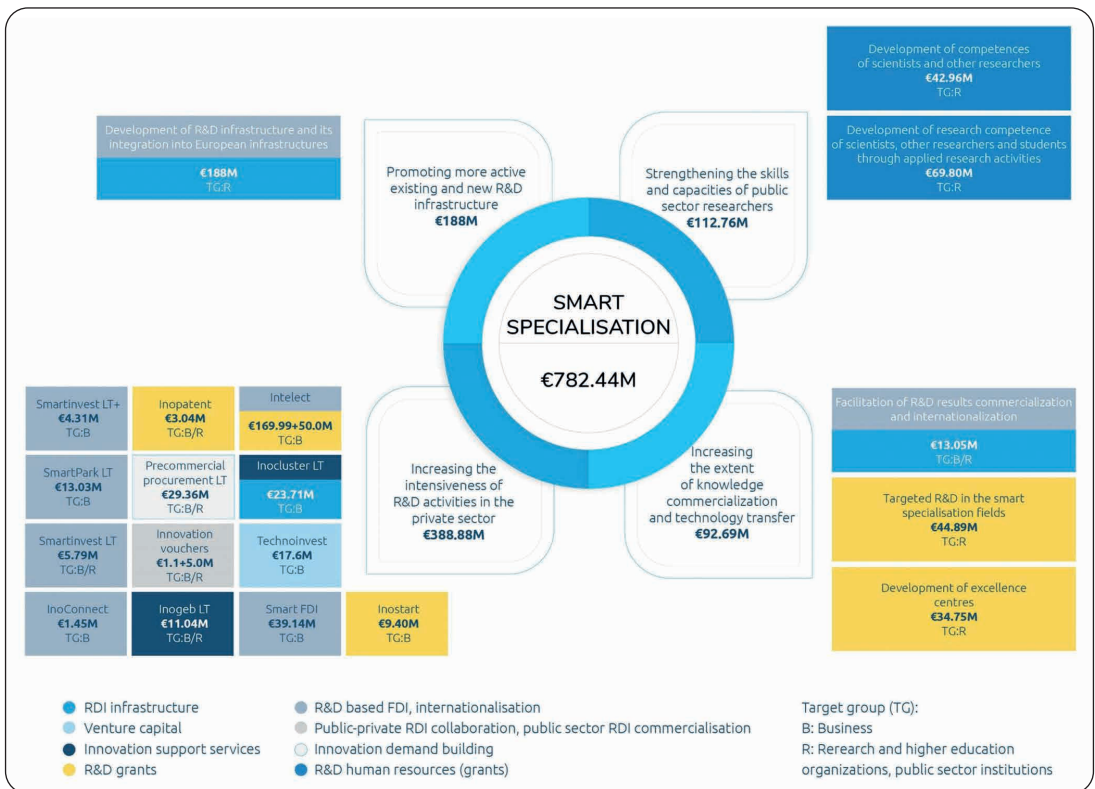 Development of competences
of scientists and other researchers
€42.96M
TG:R
Development of research competence
of scientists, other researchers and students
through applied research activities
€69.80M
TG:R
Development of R&D infrastructure and its
integration into European infrastructures
€188M
TG:R
Promoting more active
existing and new R&D
infrastructure
€188M
Strengthening the skills
and capacities of public
sector researchers
€112.76M
SMART
SPECIALISATION
€782.44M
Smartinvest LT+
€4.31M
TG:B
Inopatent
€3.04M
TG:B/R
Intelect
€169.99+50.0M
TG:B
SmartPark LT
€13.03M
TG:B
Precommercial
procurement LT
€29.36M
TG:B/R
Inocluster LT
€23.71M
TG:B
Smartinvest LT
€5.79M
TG:B/R
Innovation
vouchers
€1.1+5.0M
TG:B/R
Technoinvest
€17.6M
TG:B
InoConnect
€1.45M
TG:B
Inogeb LT
€11.04M
TG:B/R
Smart FDI
€39.14M
TG:B
Inostart
€9.40M
TG:B
Increasing the
intensiveness of
R&D activities in the
private sector
€388.88M
Increasing
the extent
of knowledge
commercialization
and technology transfer
€92.69M
Facilitation of R&D results commercialization
and internationalization
€13.05M
TG:B/R
Targeted R&D in the smart
specialisation fields
€44.89M
TG:R
Development of excellence
centres
€34.75M
TG:R
RDI infrastructure
Venture capital
Innovation support services
R&D grants
R&D based FDI, internationalisation
Public-private RDI collaboration, public sector RDI commercialisation
Innovation demand building
R&D human resources (grants)
Target group (TG):
B: Business
R: Rerearch and higher education
organizations, public sector institutions